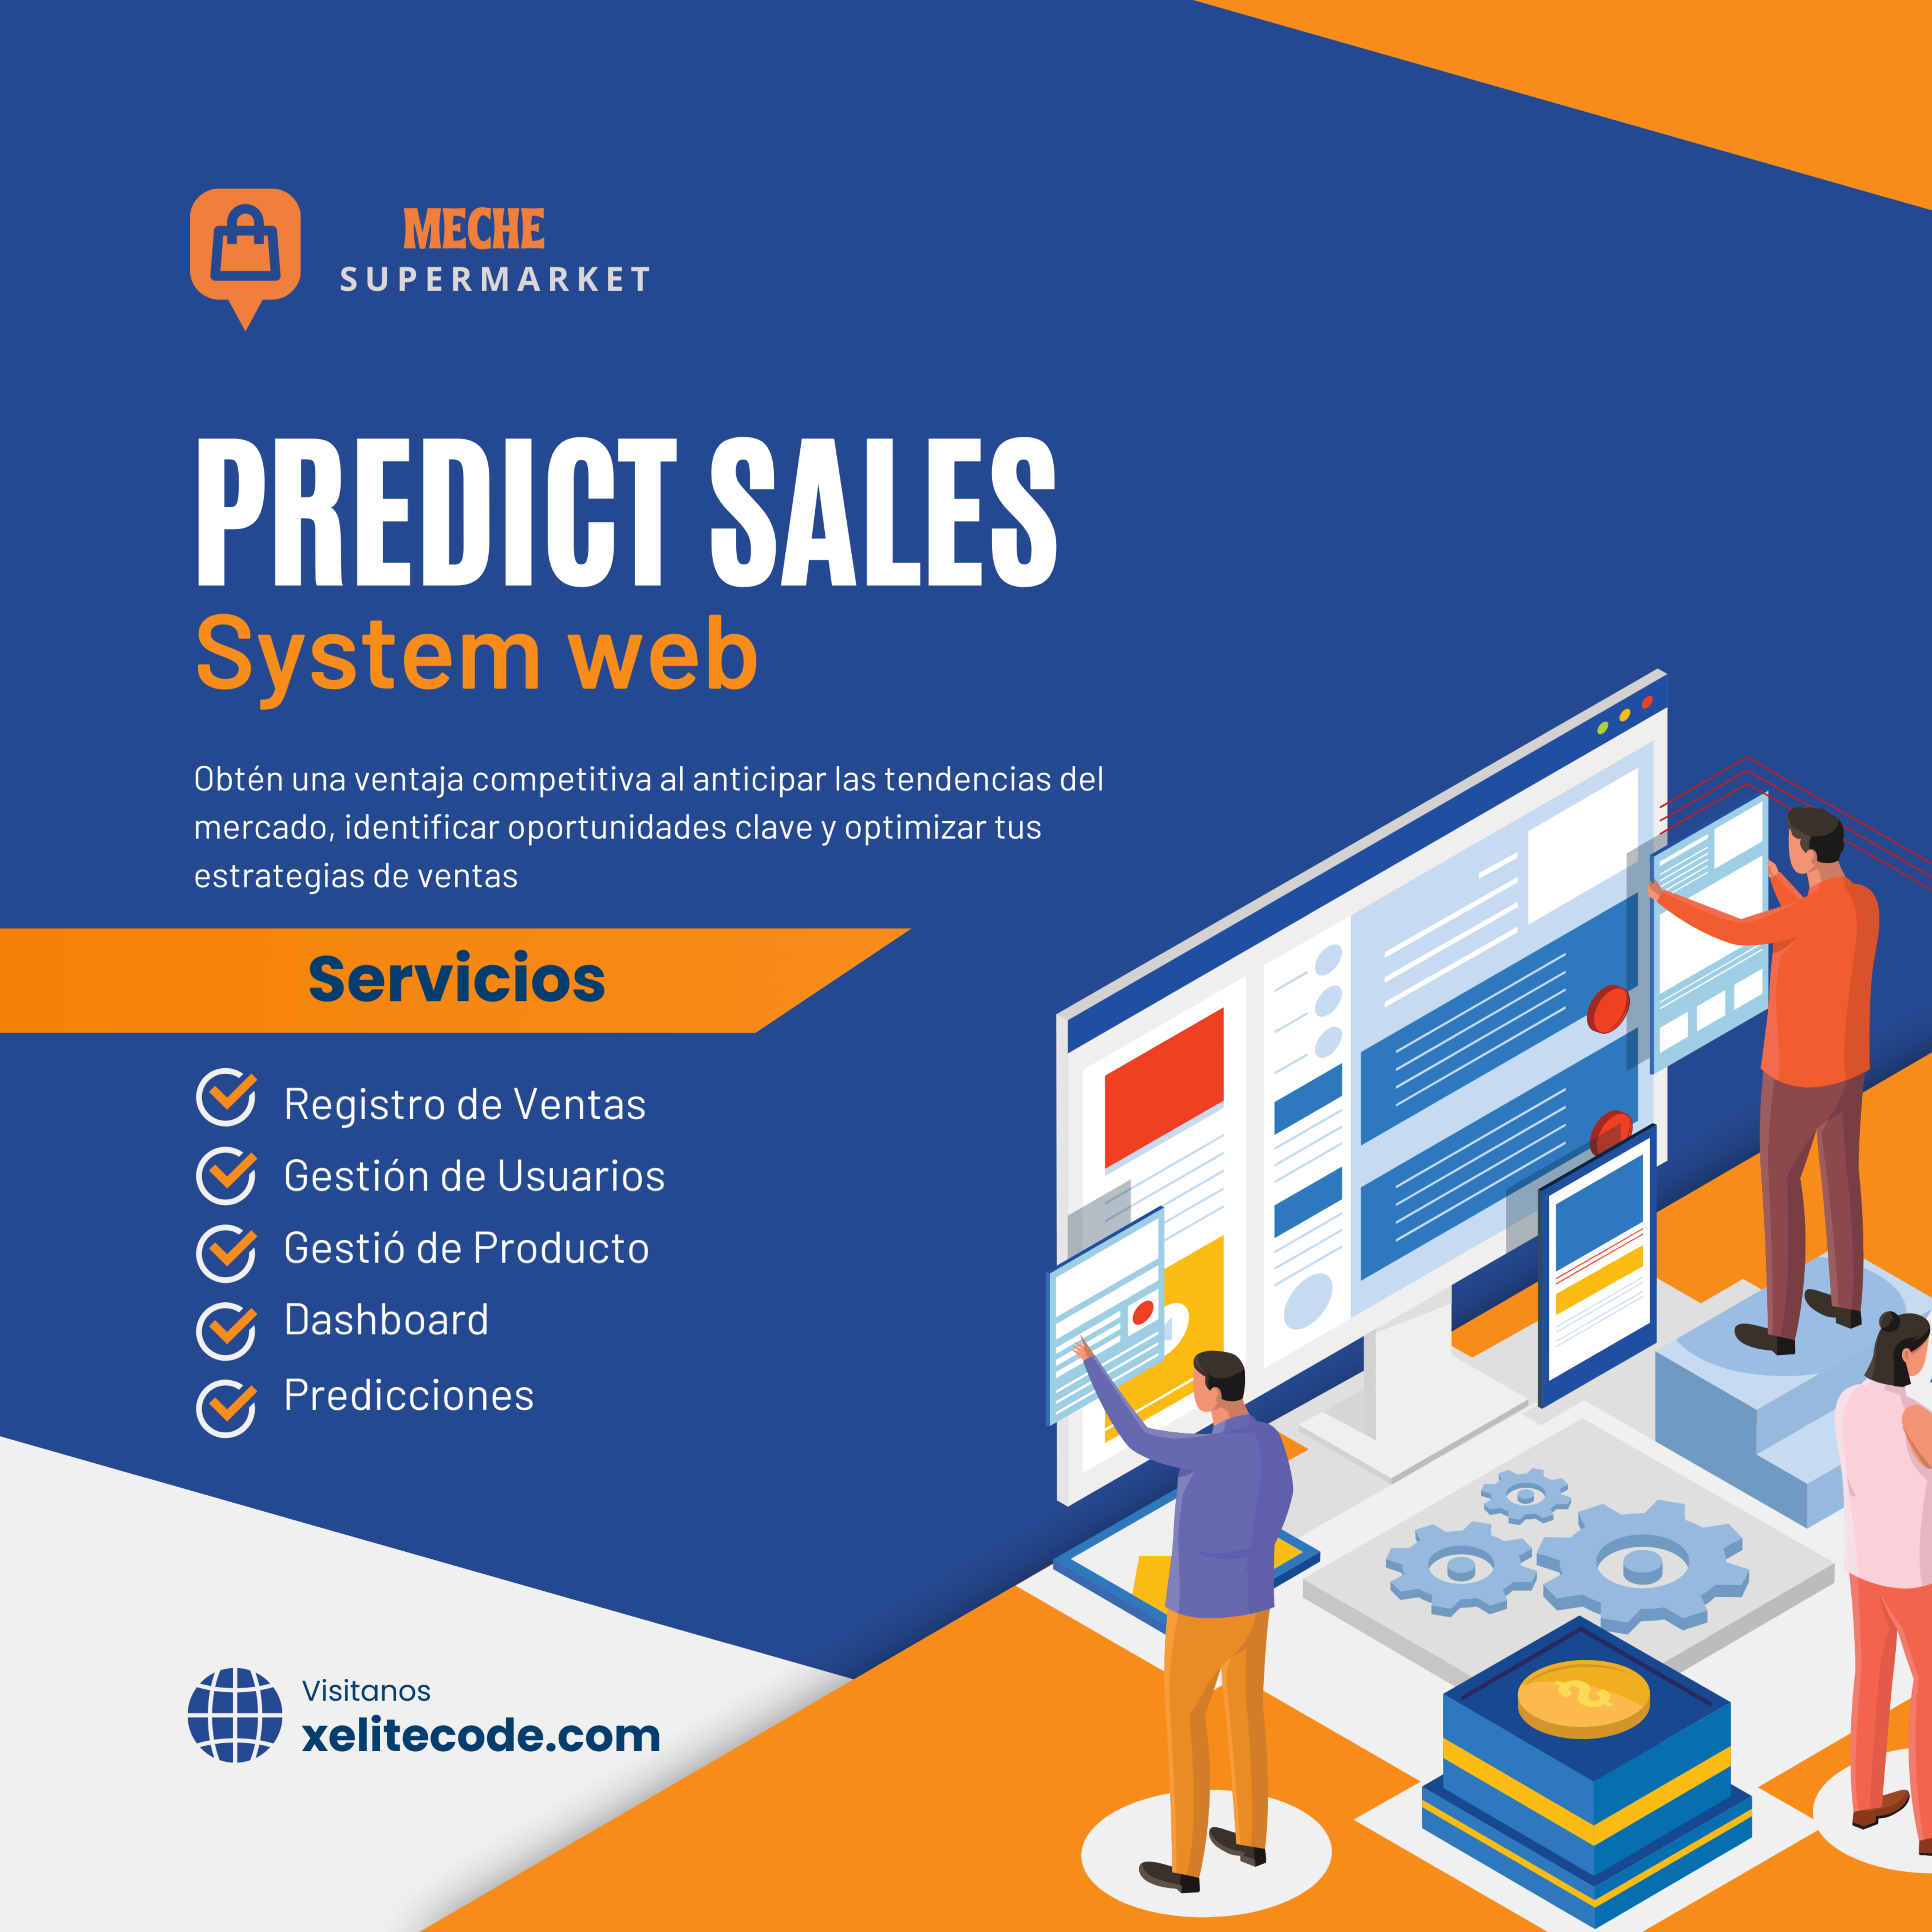 MECHE
SUPERMARKET
PREDICT SALES
System web
Obtén una ventaja competitiva al anticipar las tendencias del
mercado, identificar oportunidades clave y optimizar tus
estrategias de ventas
Servicios
Registro de Ventas
Gestión de Usuarios
Gestió de Producto
Dashboard
Predicciones
Visitanos
xelitecode.com